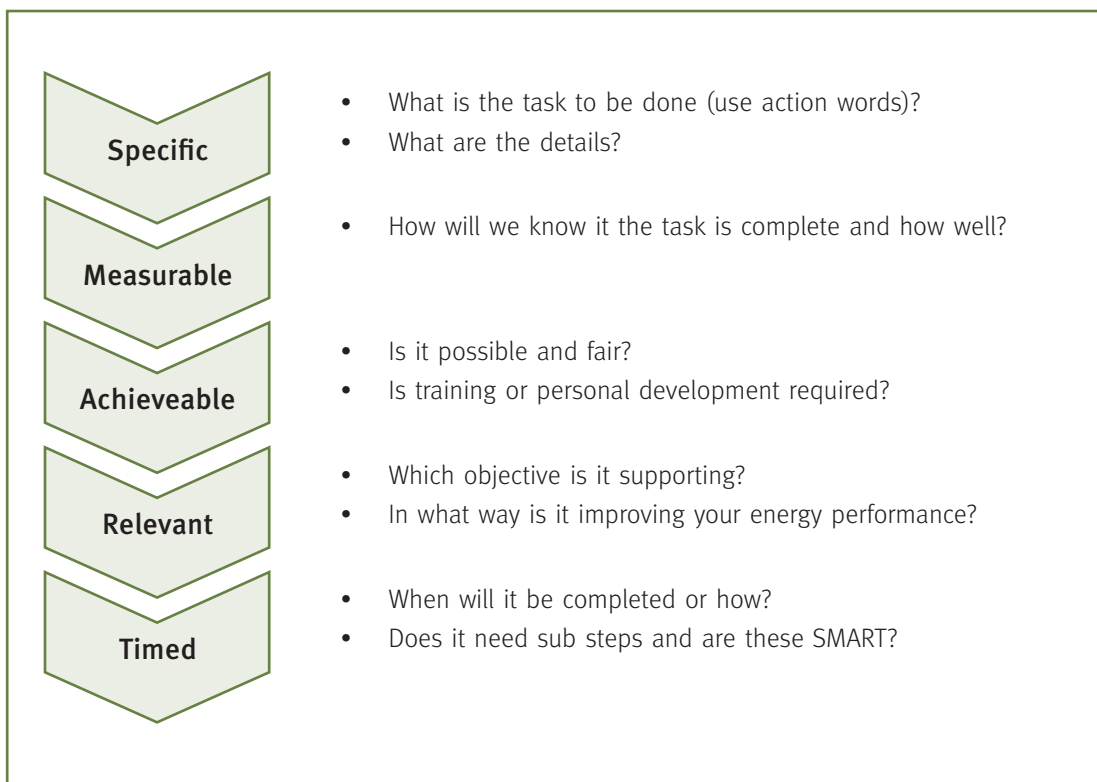 Specific
• What is the task to be done (use action words)?
• What are the details?
Measurable
• How will we know it the task is complete and how well?
Achieveable
• Is it possible and fair?
• Is training or personal development required?
Relevant
• Which objective is it supporting?
• In what way is it improving your energy performance?
Timed
• When will it be completed or how?
• Does it need sub steps and are these SMART?